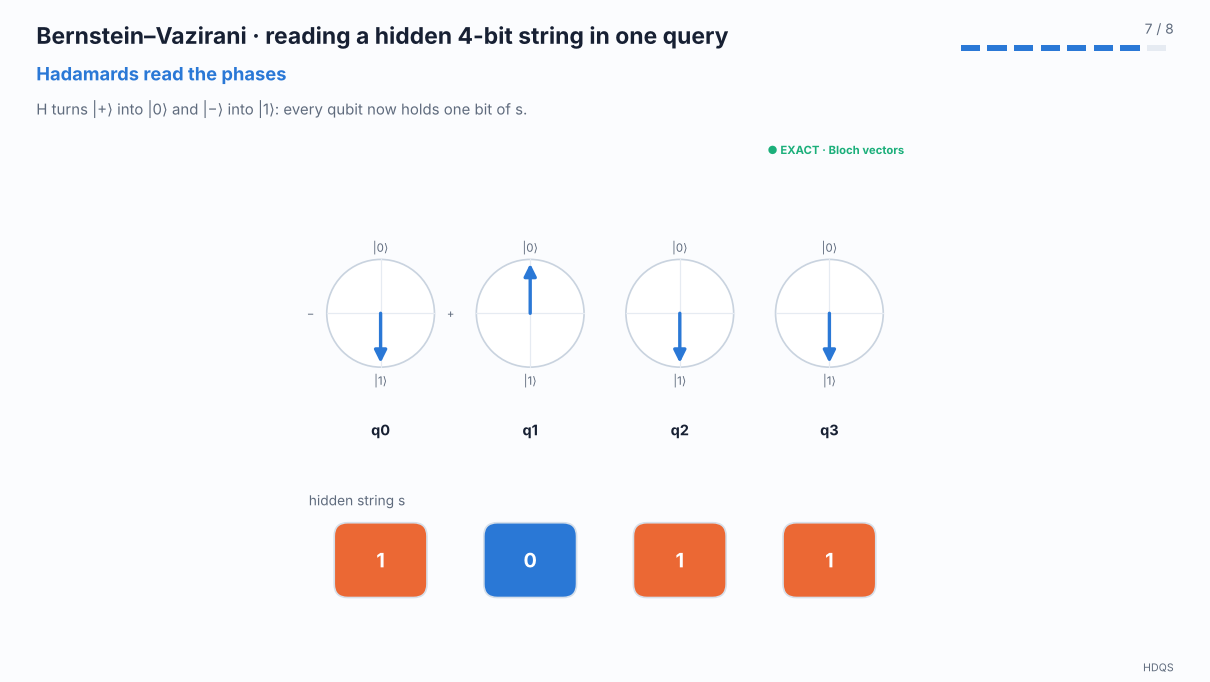 Bernstein–Vazirani · reading a hidden 4-bit string in one query
7 / 8
Hadamards read the phases
H turns |+⟩ into |0⟩ and |−⟩ into |1⟩: every qubit now holds one bit of s.
EXACT · Bloch vectors
|0⟩ |0⟩ |0⟩ |0⟩
− +
|1⟩ |1⟩ |1⟩ |1⟩
q0 q1 q2 q3
hidden string s
1 0 1 1
HDQS